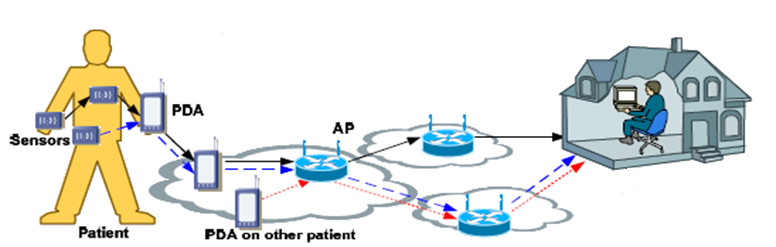 PDA
AP
Sensors
Patient
PDA on other patient